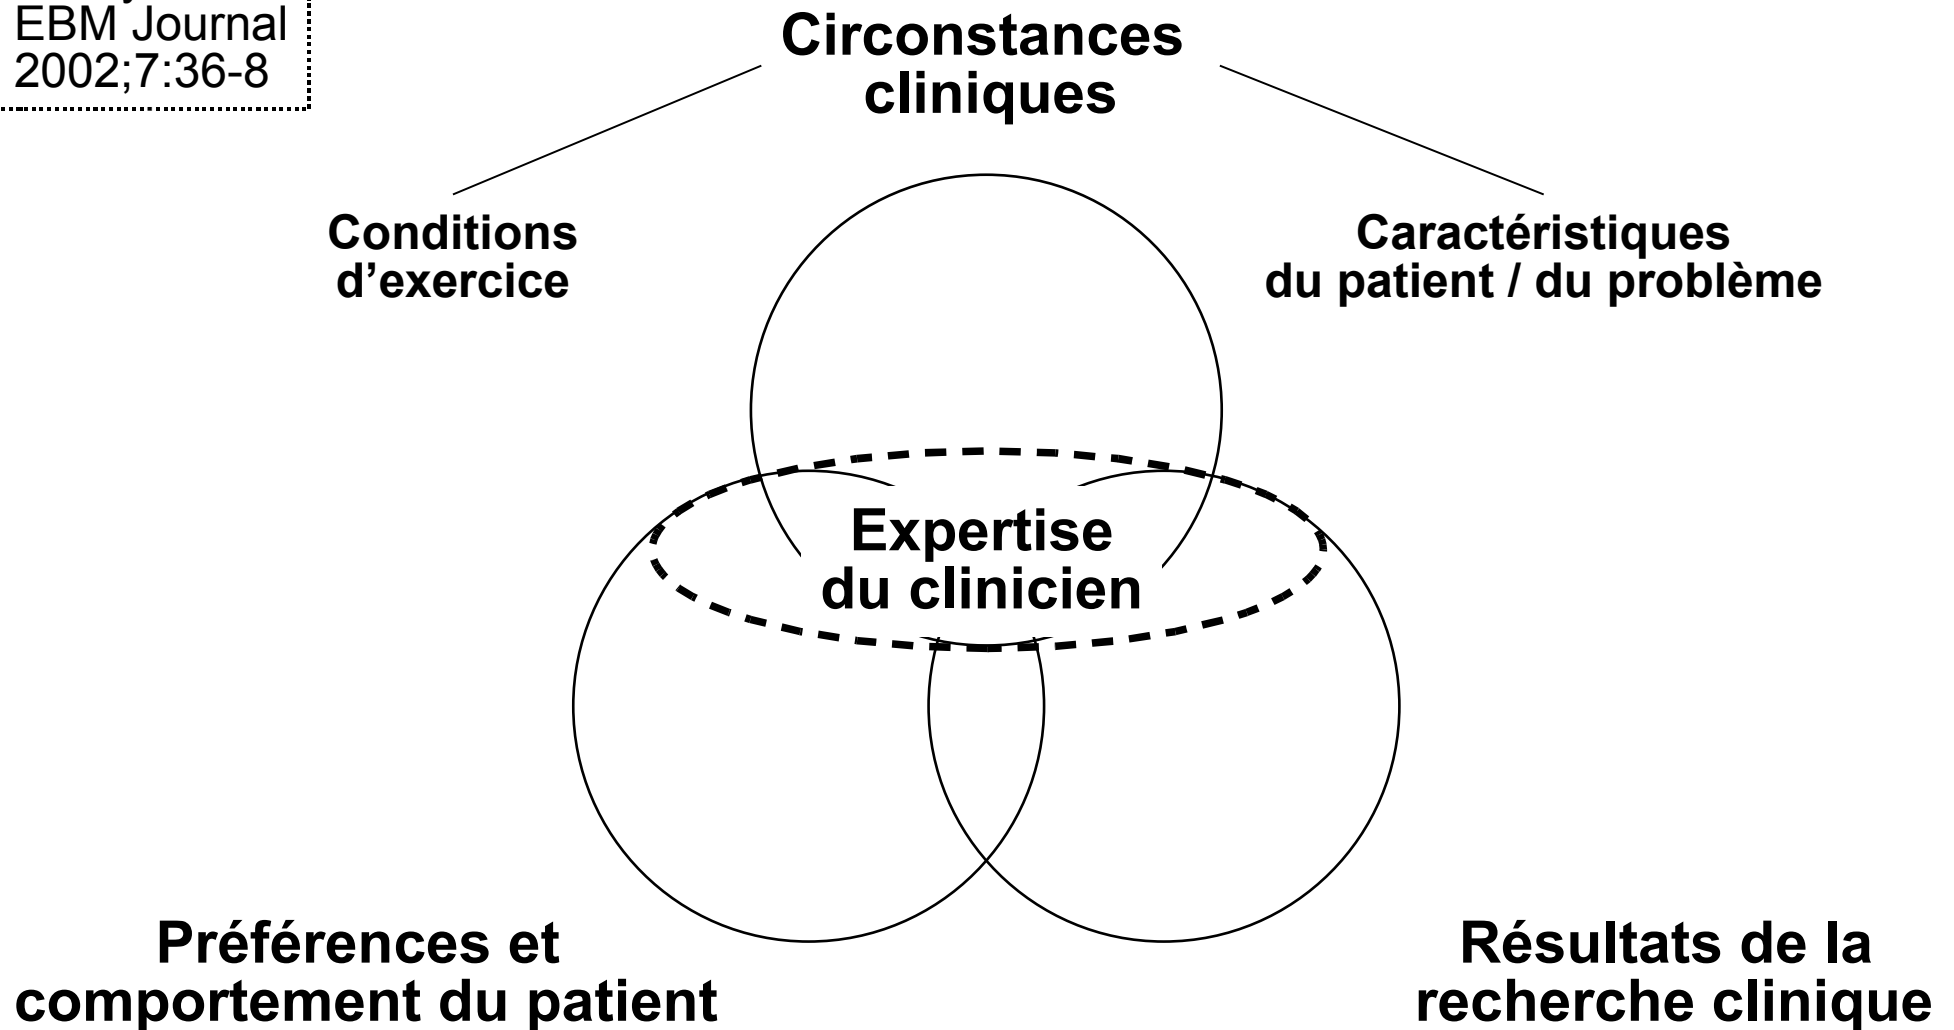 EBM Journal
2002;7:36-8
Circonstances
cliniques
Conditions
d’exercice
Caractéristiques
du patient / du problème
Expertise
du clinicien
Préférences et
comportement du patient
Résultats de la
recherche clinique